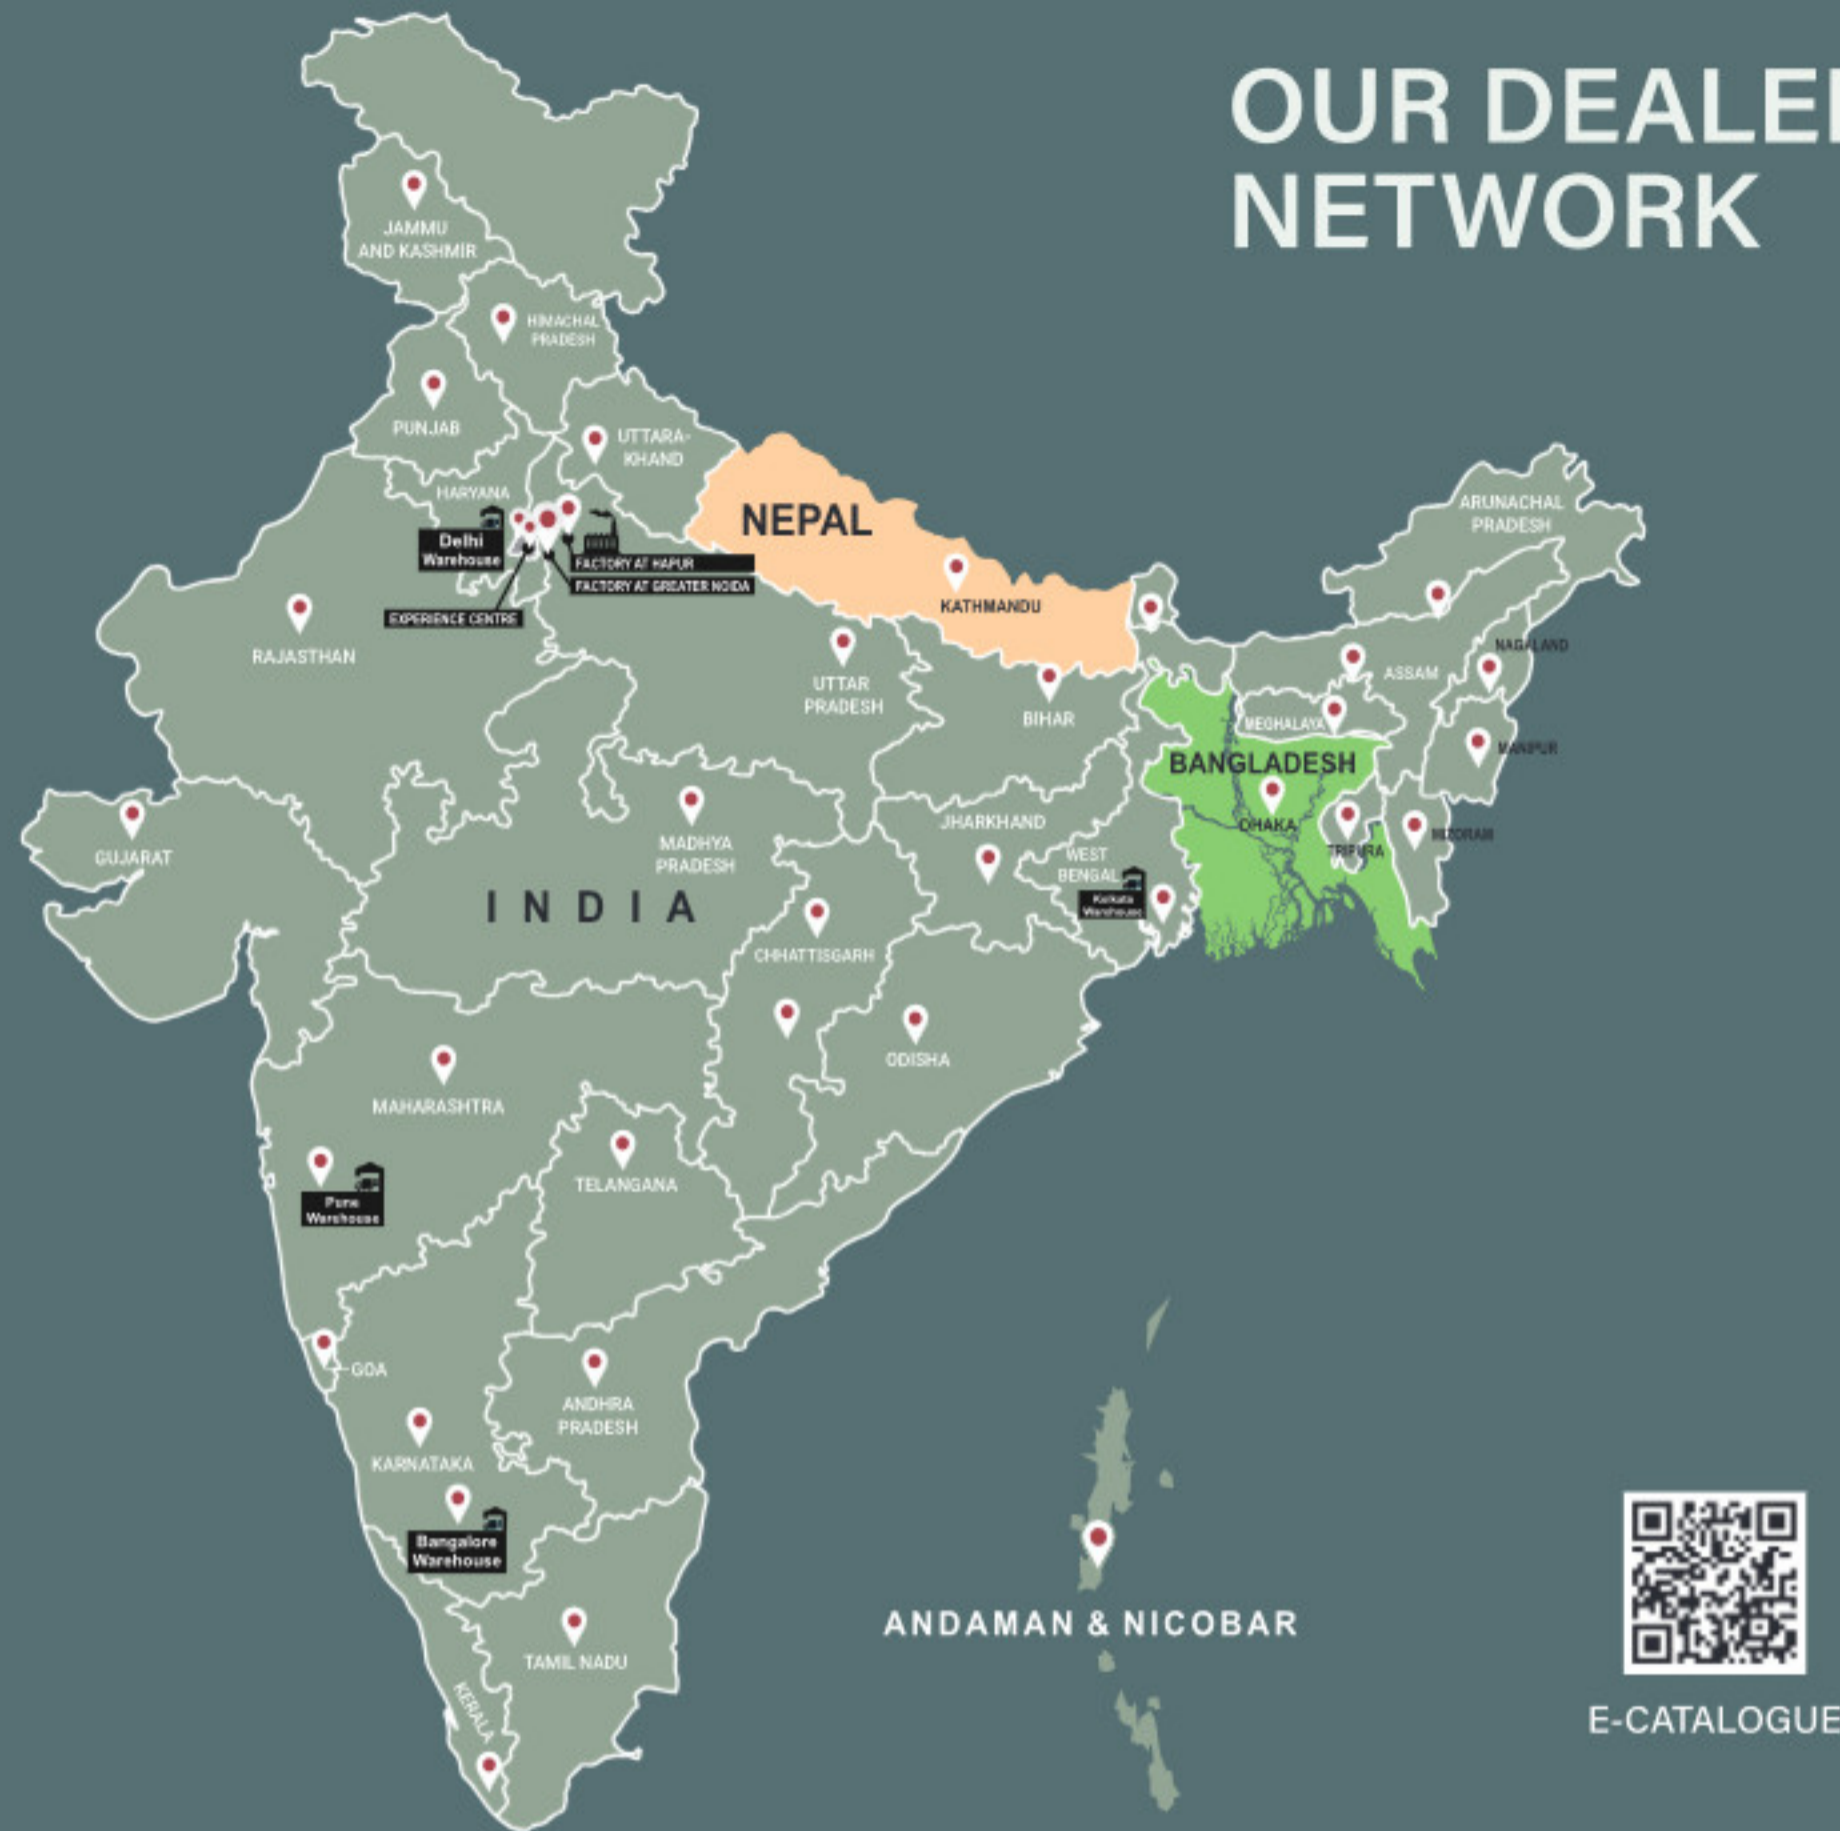 OUR DEALE
NETWORK
JAMMU
AND KASHMIR
HIMACHAL
PRADESH
PUNJAB
UTTARA-
KHAND
HARYANA
NEPAL
ARUNACHAL
PRADESH
Delhi
Warehouse
FACTORY AT HAPUR
FACTORY AT GREATER NOIDA
EXPERIENCE CENTRE
KATHMANDU
RAJASTHAN
NAGALAND
ASSAM
UTTAR
PRADESH
BIHAR
MEGHALAYA
MANIPUR
BANGLADESH
DHAKA
JHARKHAND
MIZORAM
TRIPURA
GUJARAT
MADHYA
PRADESH
WEST
BENGAL
Kolkata
Warehouse
INDIA
CHHATTISGARH
ODISHA
MAHARASHTRA
TELANGANA
Pune
Warehouse
GOA
ANDHRA
PRADESH
KARNATAKA
Bangalore
Warehouse
ANDAMAN & NICOBAR
TAMIL NADU
KERALA
E-CATALOGUE